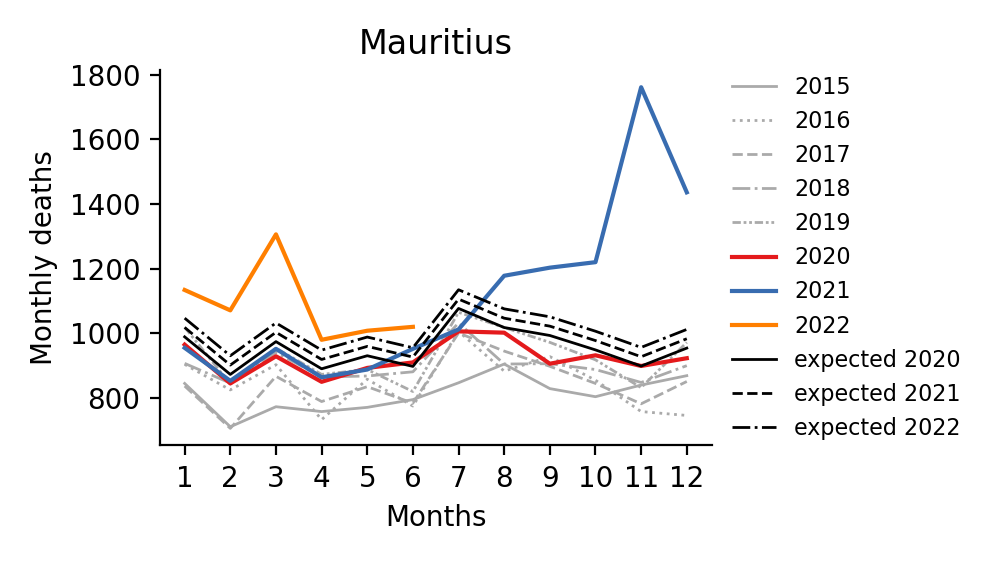 Mauritius
Monthly deaths
1800
1600
1400
1200
1000
800
1 2 3 4 5 6 7 8 9 10 11 12
Months
2015
2016
2017
2018
2019
2020
2021
2022
expected 2020
expected 2021
expected 2022